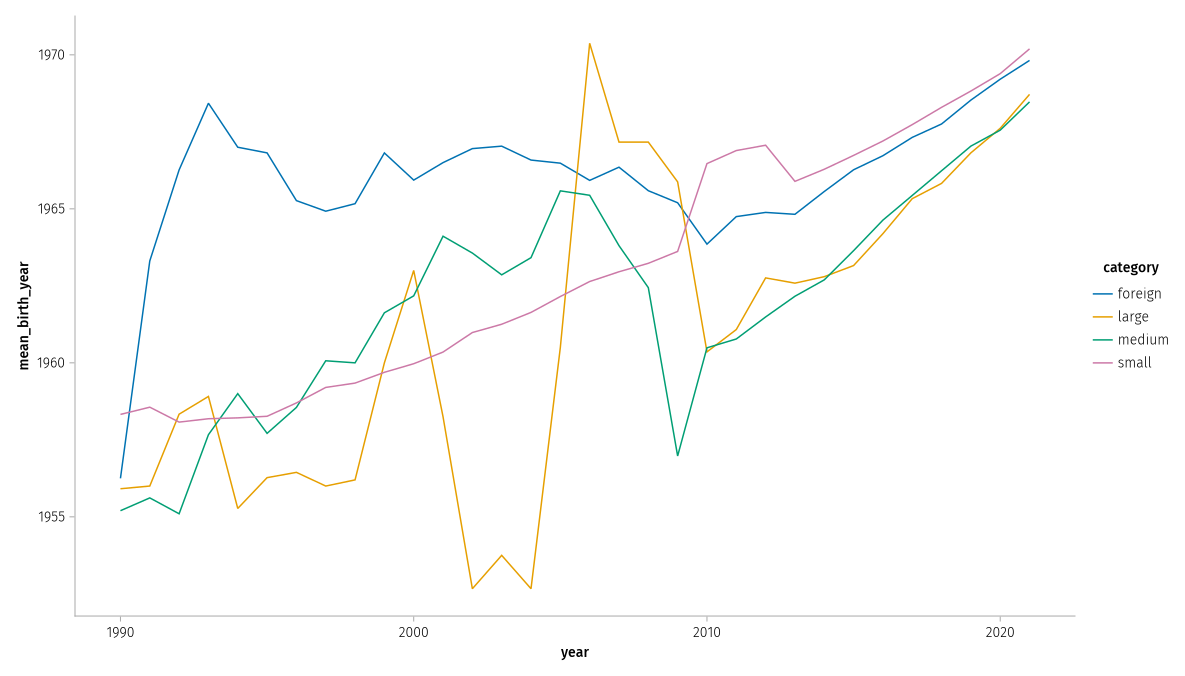 1970
1965
1960
1955
mean_birth_year
1990
2000
2010
2020
year
category
foreign
large
medium
small